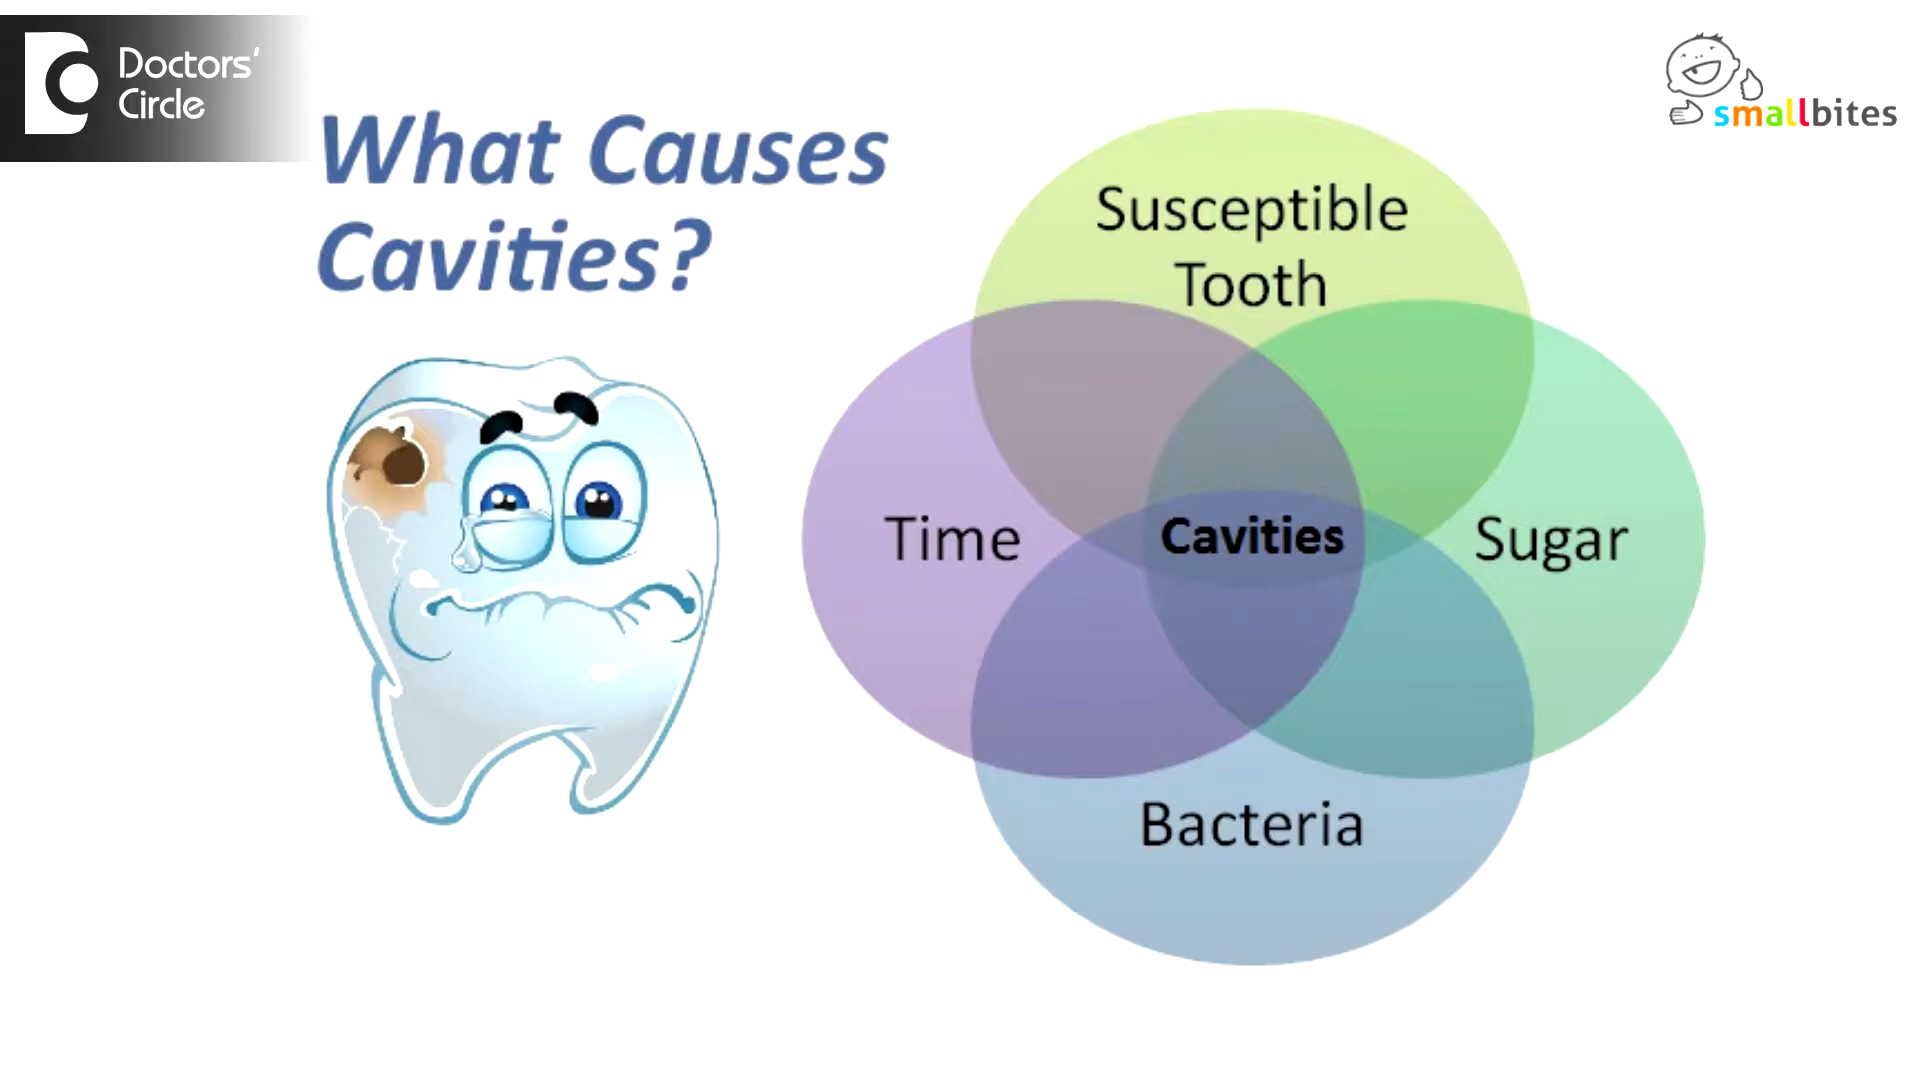 Doctors'
Circle
smallbites
What Causes
Cavities?
Susceptible
Tooth
Time
Cavities
Sugar
Bacteria